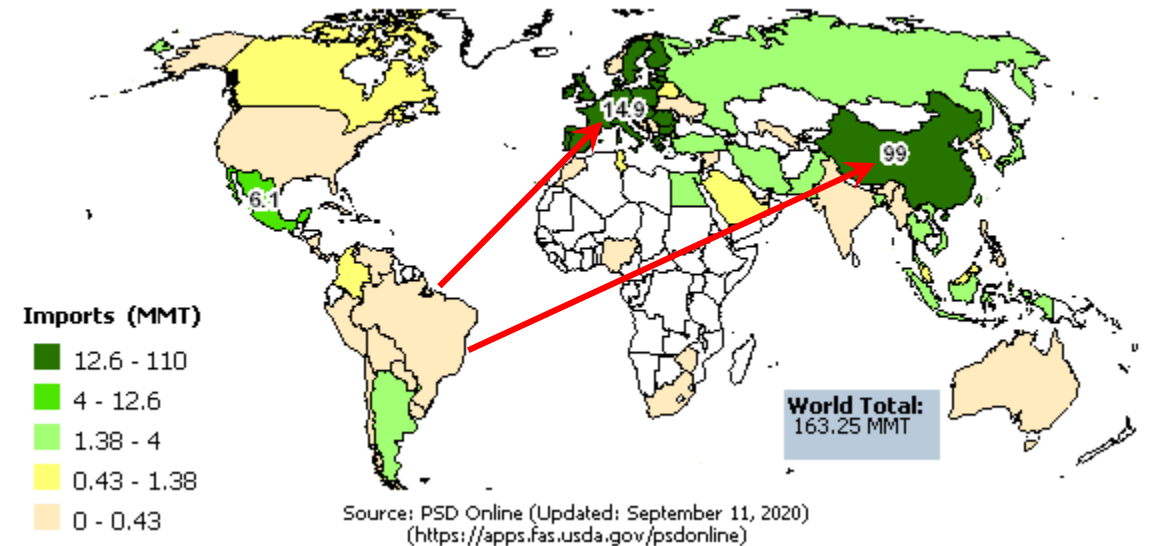 14.9
99
6.1
Imports (MMT)
12.6 - 110
4 - 12.6
1.38 - 4
0.43 - 1.38
0 - 0.43
World Total:
163.25 MMT
Source: PSD Online (Updated: September 11, 2020)
(https://apps.fas.usda.gov/psdonline)